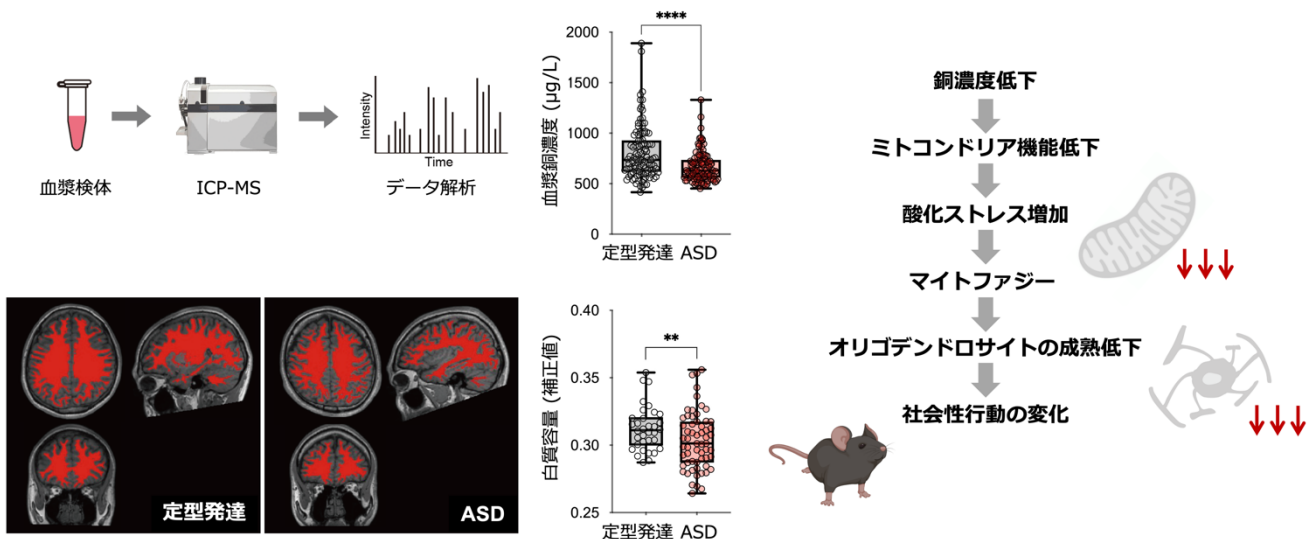 血漿検体
ICP-MS
Intensity
Time
データ解析
血漿銅濃度 (μg/L)
****
2000
1500
1000
500
0
定型発達 ASD
定型発達
ASD
白質容量 (補正値)
**
0.40
0.35
0.30
0.25
定型発達 ASD
銅濃度低下
ミトコンドリア機能低下
酸化ストレス増加
マイトファジー
オリゴデンドロサイトの成熟低下
社会性行動の変化